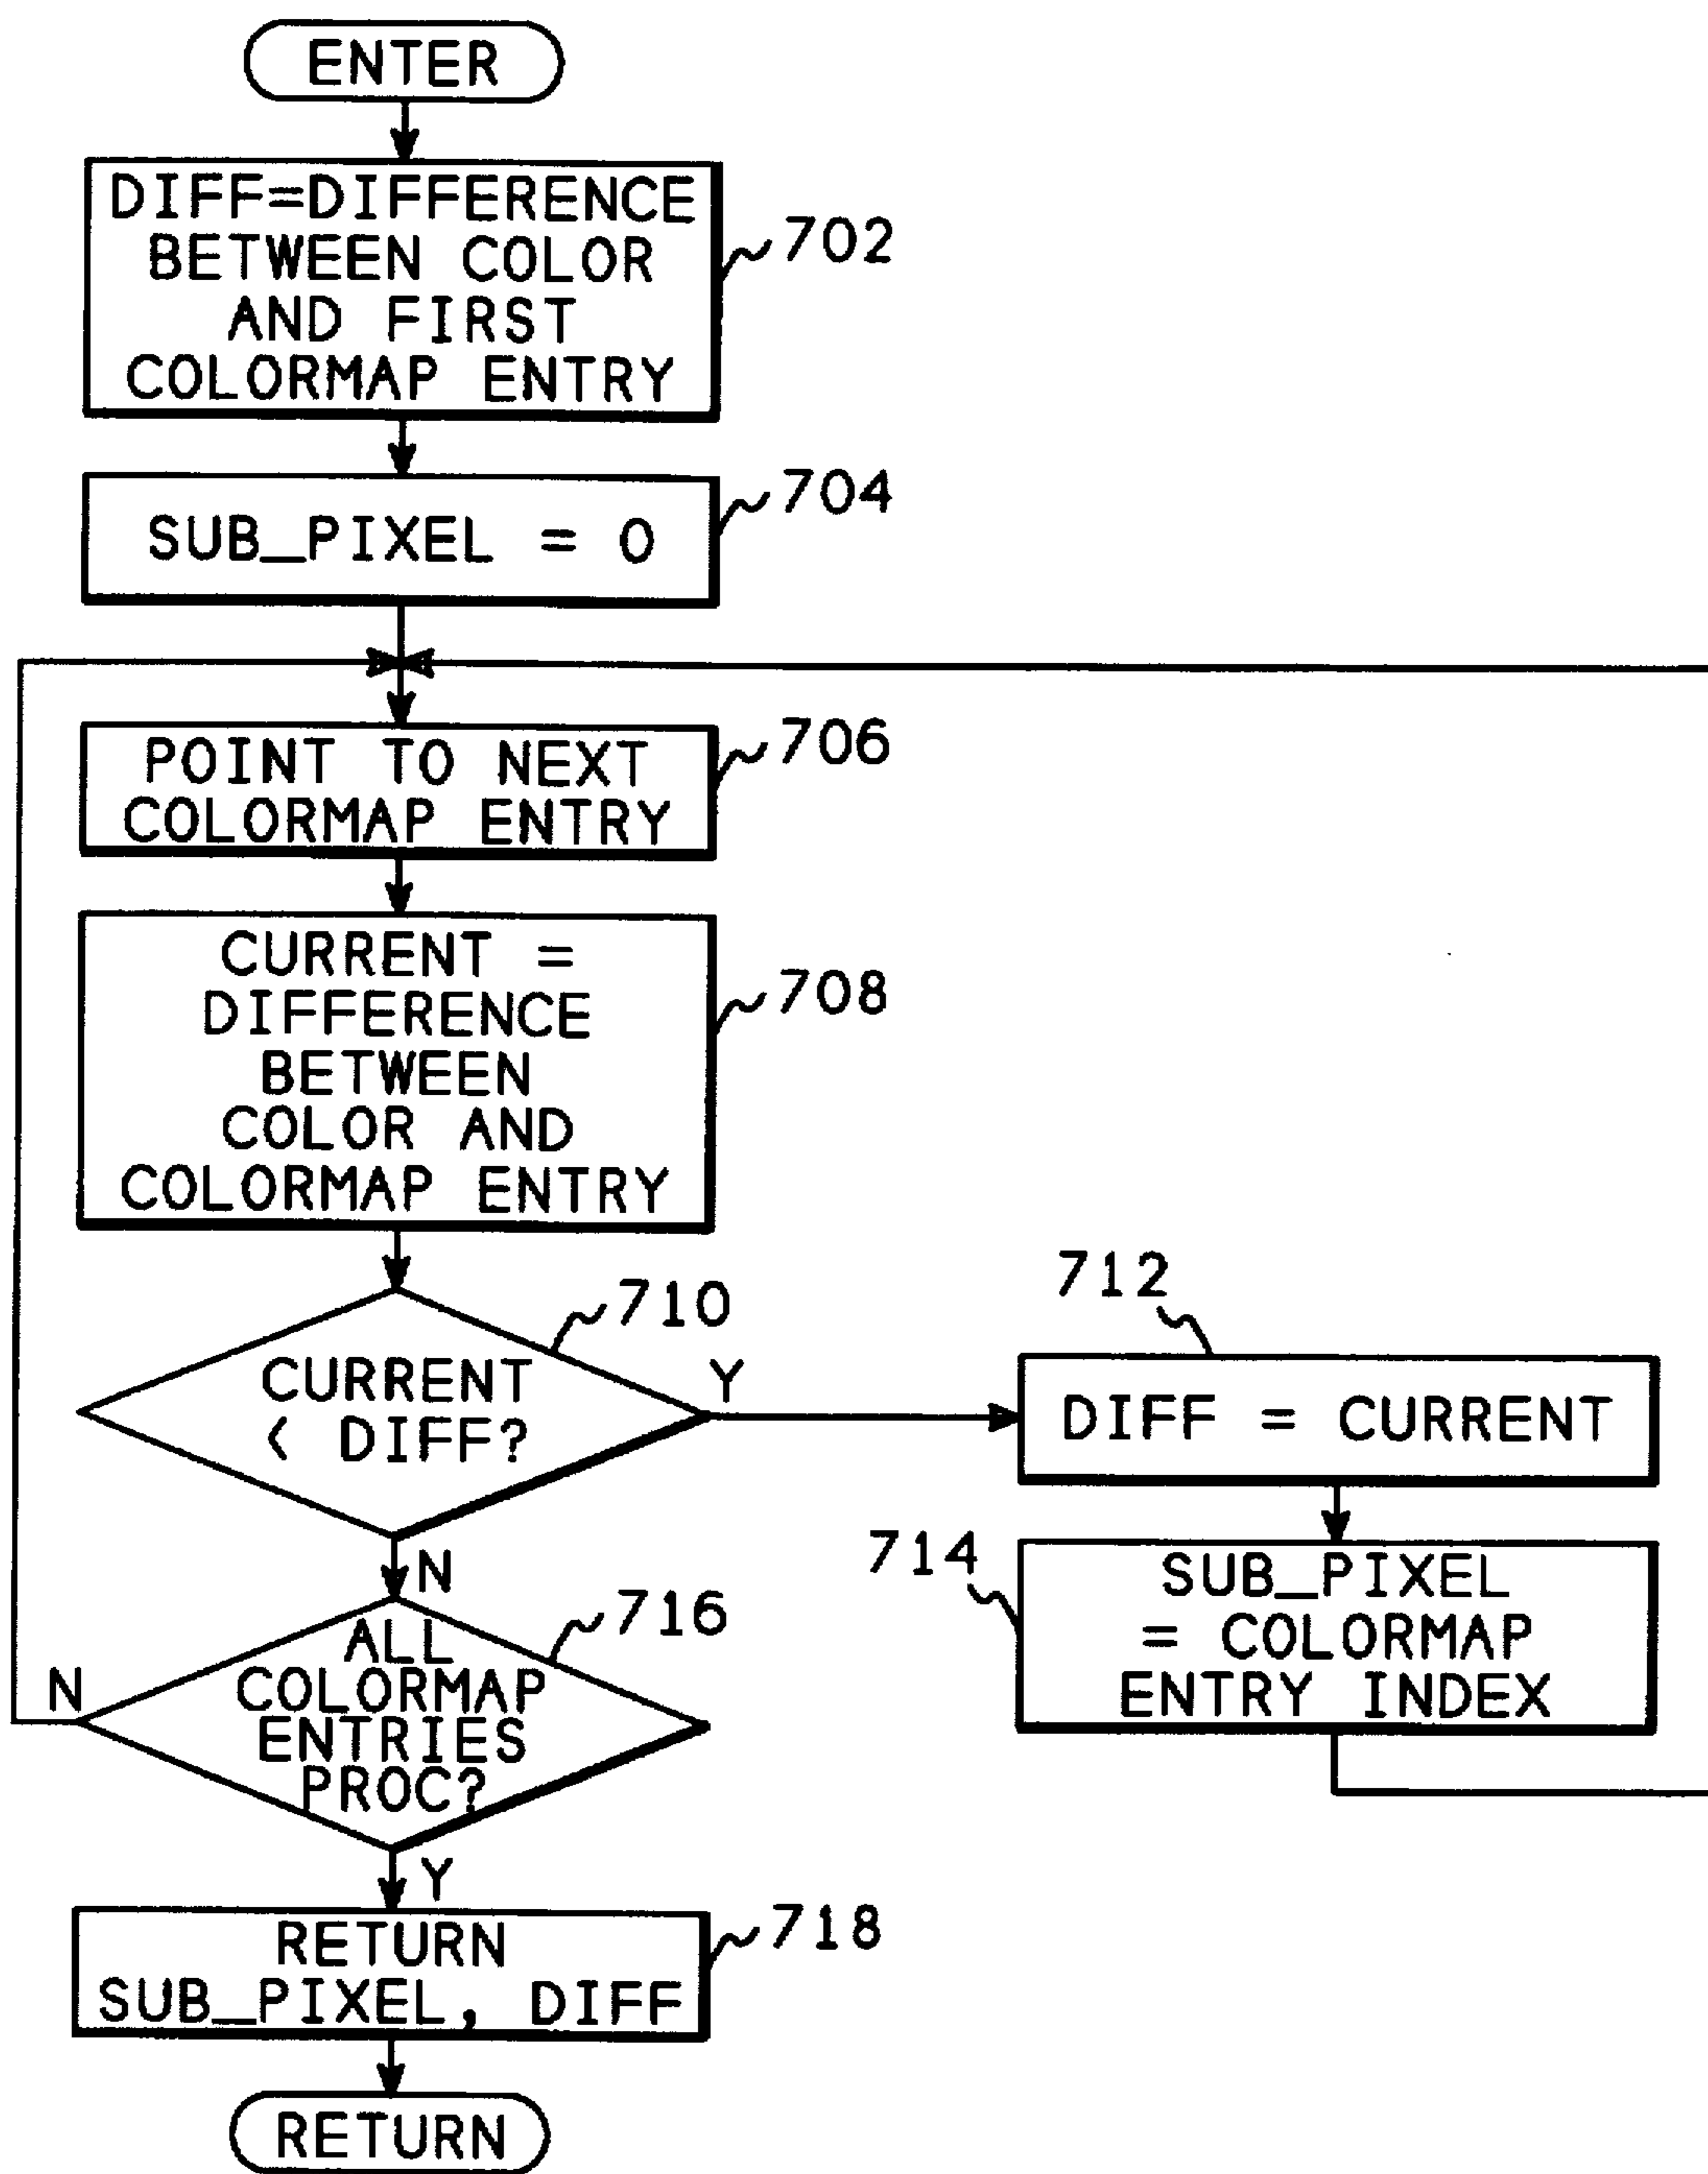 ENTER
DIFF=DIFFERENCE
BETWEEN COLOR
AND FIRST
COLORMAP ENTRY
702
SUB_PIXEL = 0
704
POINT TO NEXT
COLORMAP ENTRY
706
CURRENT =
DIFFERENCE
BETWEEN
COLOR AND
COLORMAP ENTRY
708
CURRENT
< DIFF?
710
Y
N
712
DIFF = CURRENT
714
SUB_PIXEL
= COLORMAP
ENTRY INDEX
ALL
COLORMAP
ENTRIES
PROC?
716
N
Y
RETURN
SUB_PIXEL, DIFF
718
RETURN